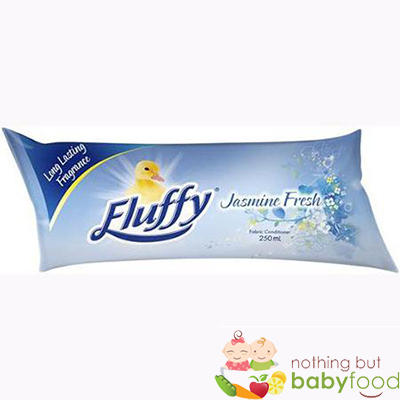 Long Lasting
Fragrance
Fluffy
Jasmine Fresh
Fabric Conditioner
250 mL
nothing but
babyfood